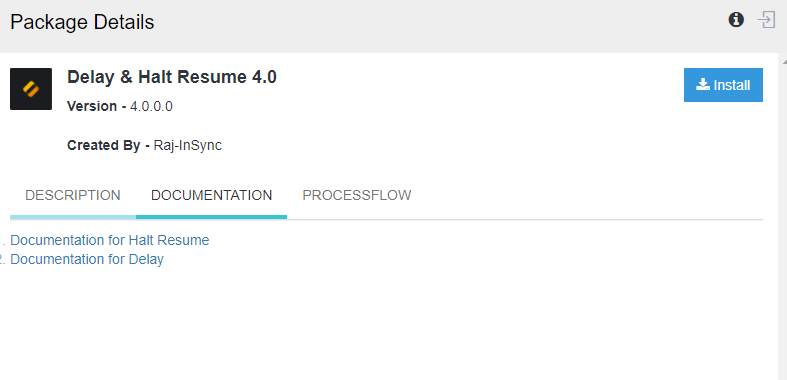 Package Details
Delay & Halt Resume 4.0
Install
Version - 4.0.0.0
Created By - Raj-InSync
DESCRIPTION DOCUMENTATION PROCESSFLOW
1. Documentation for Halt Resume
2. Documentation for Delay